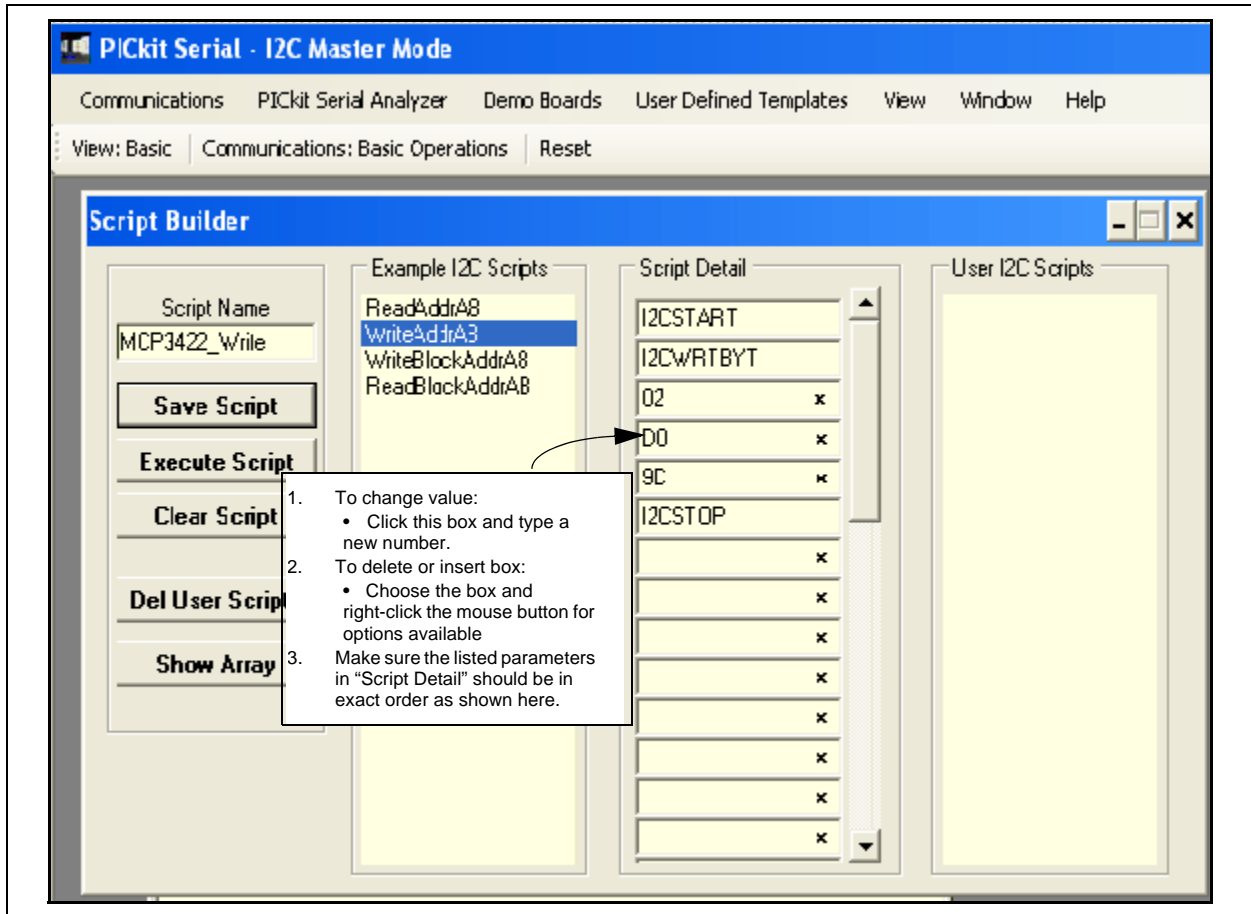 PICkit Serial - I2C Master Mode
Communications PICkit Serial Analyzer Demo Boards User Defined Templates View Window Help
View: Basic Communications: Basic Operations Reset
Script Builder
Script Name
MCP3422_Write
Save Script
Execute Script
Clear Script
Del User Script
Show Array
Example I2C Scripts
ReadAddrA8
WriteAddrA8
WriteBlockAddrA8
ReadBlockAddrA8
Script Detail
I2CSTART
I2CWRTBYT
02 x
D0 x
9C x
I2CSTOP
x
x
x
x
x
x
x
x
User I2C Scripts
1. To change value:
• Click this box and type a
new number.
2. To delete or insert box:
• Choose the box and
right-click the mouse button for
options available
3. Make sure the listed parameters
in “Script Detail” should be in
exact order as shown here.